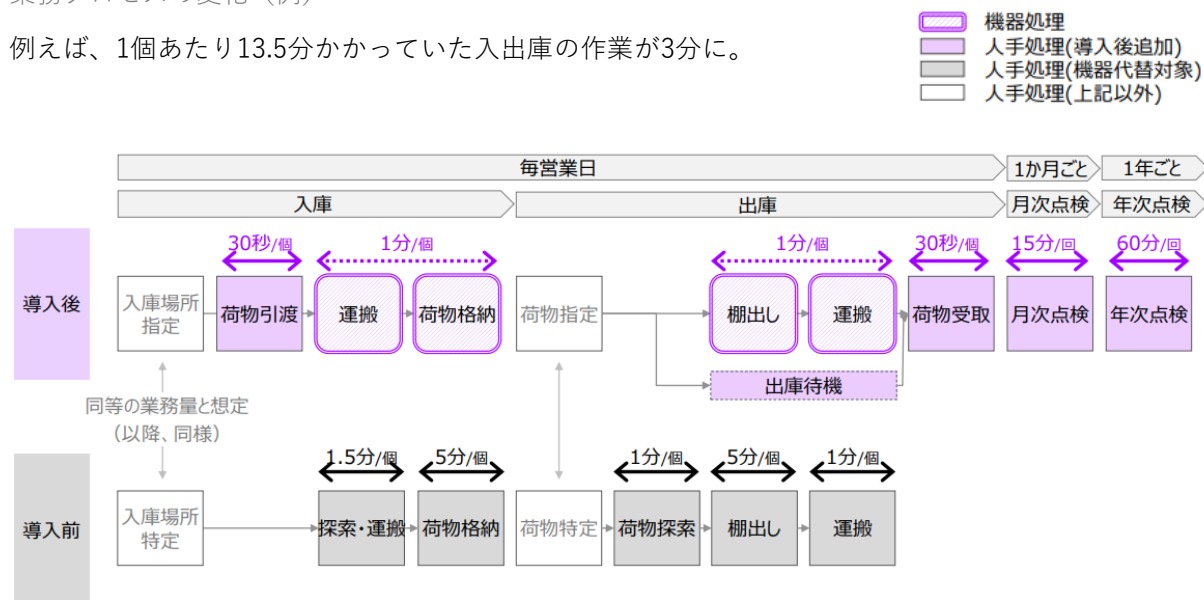 例えば、1個あたり13.5分かかっていた入出庫の作業が3分に。
機器処理
人手処理(導入後追加)
人手処理(機器代替対象)
人手処理(上記以外)
毎営業日
1か月ごと
1年ごと
入庫
出庫
月次点検
年次点検
30秒/個
1分/個
1分/個
30秒/個
15分/回
60分/回
導入後
入庫場所
指定
荷物引渡
運搬
荷物格納
荷物指定
棚出し
運搬
荷物受取
月次点検
年次点検
出庫待機
同等の業務量と想定
(以降、同様)
1.5分/個
5分/個
1分/個
5分/個
1分/個
導入前
入庫場所
特定
探索・運搬
荷物格納
荷物特定
荷物探索
棚出し
運搬